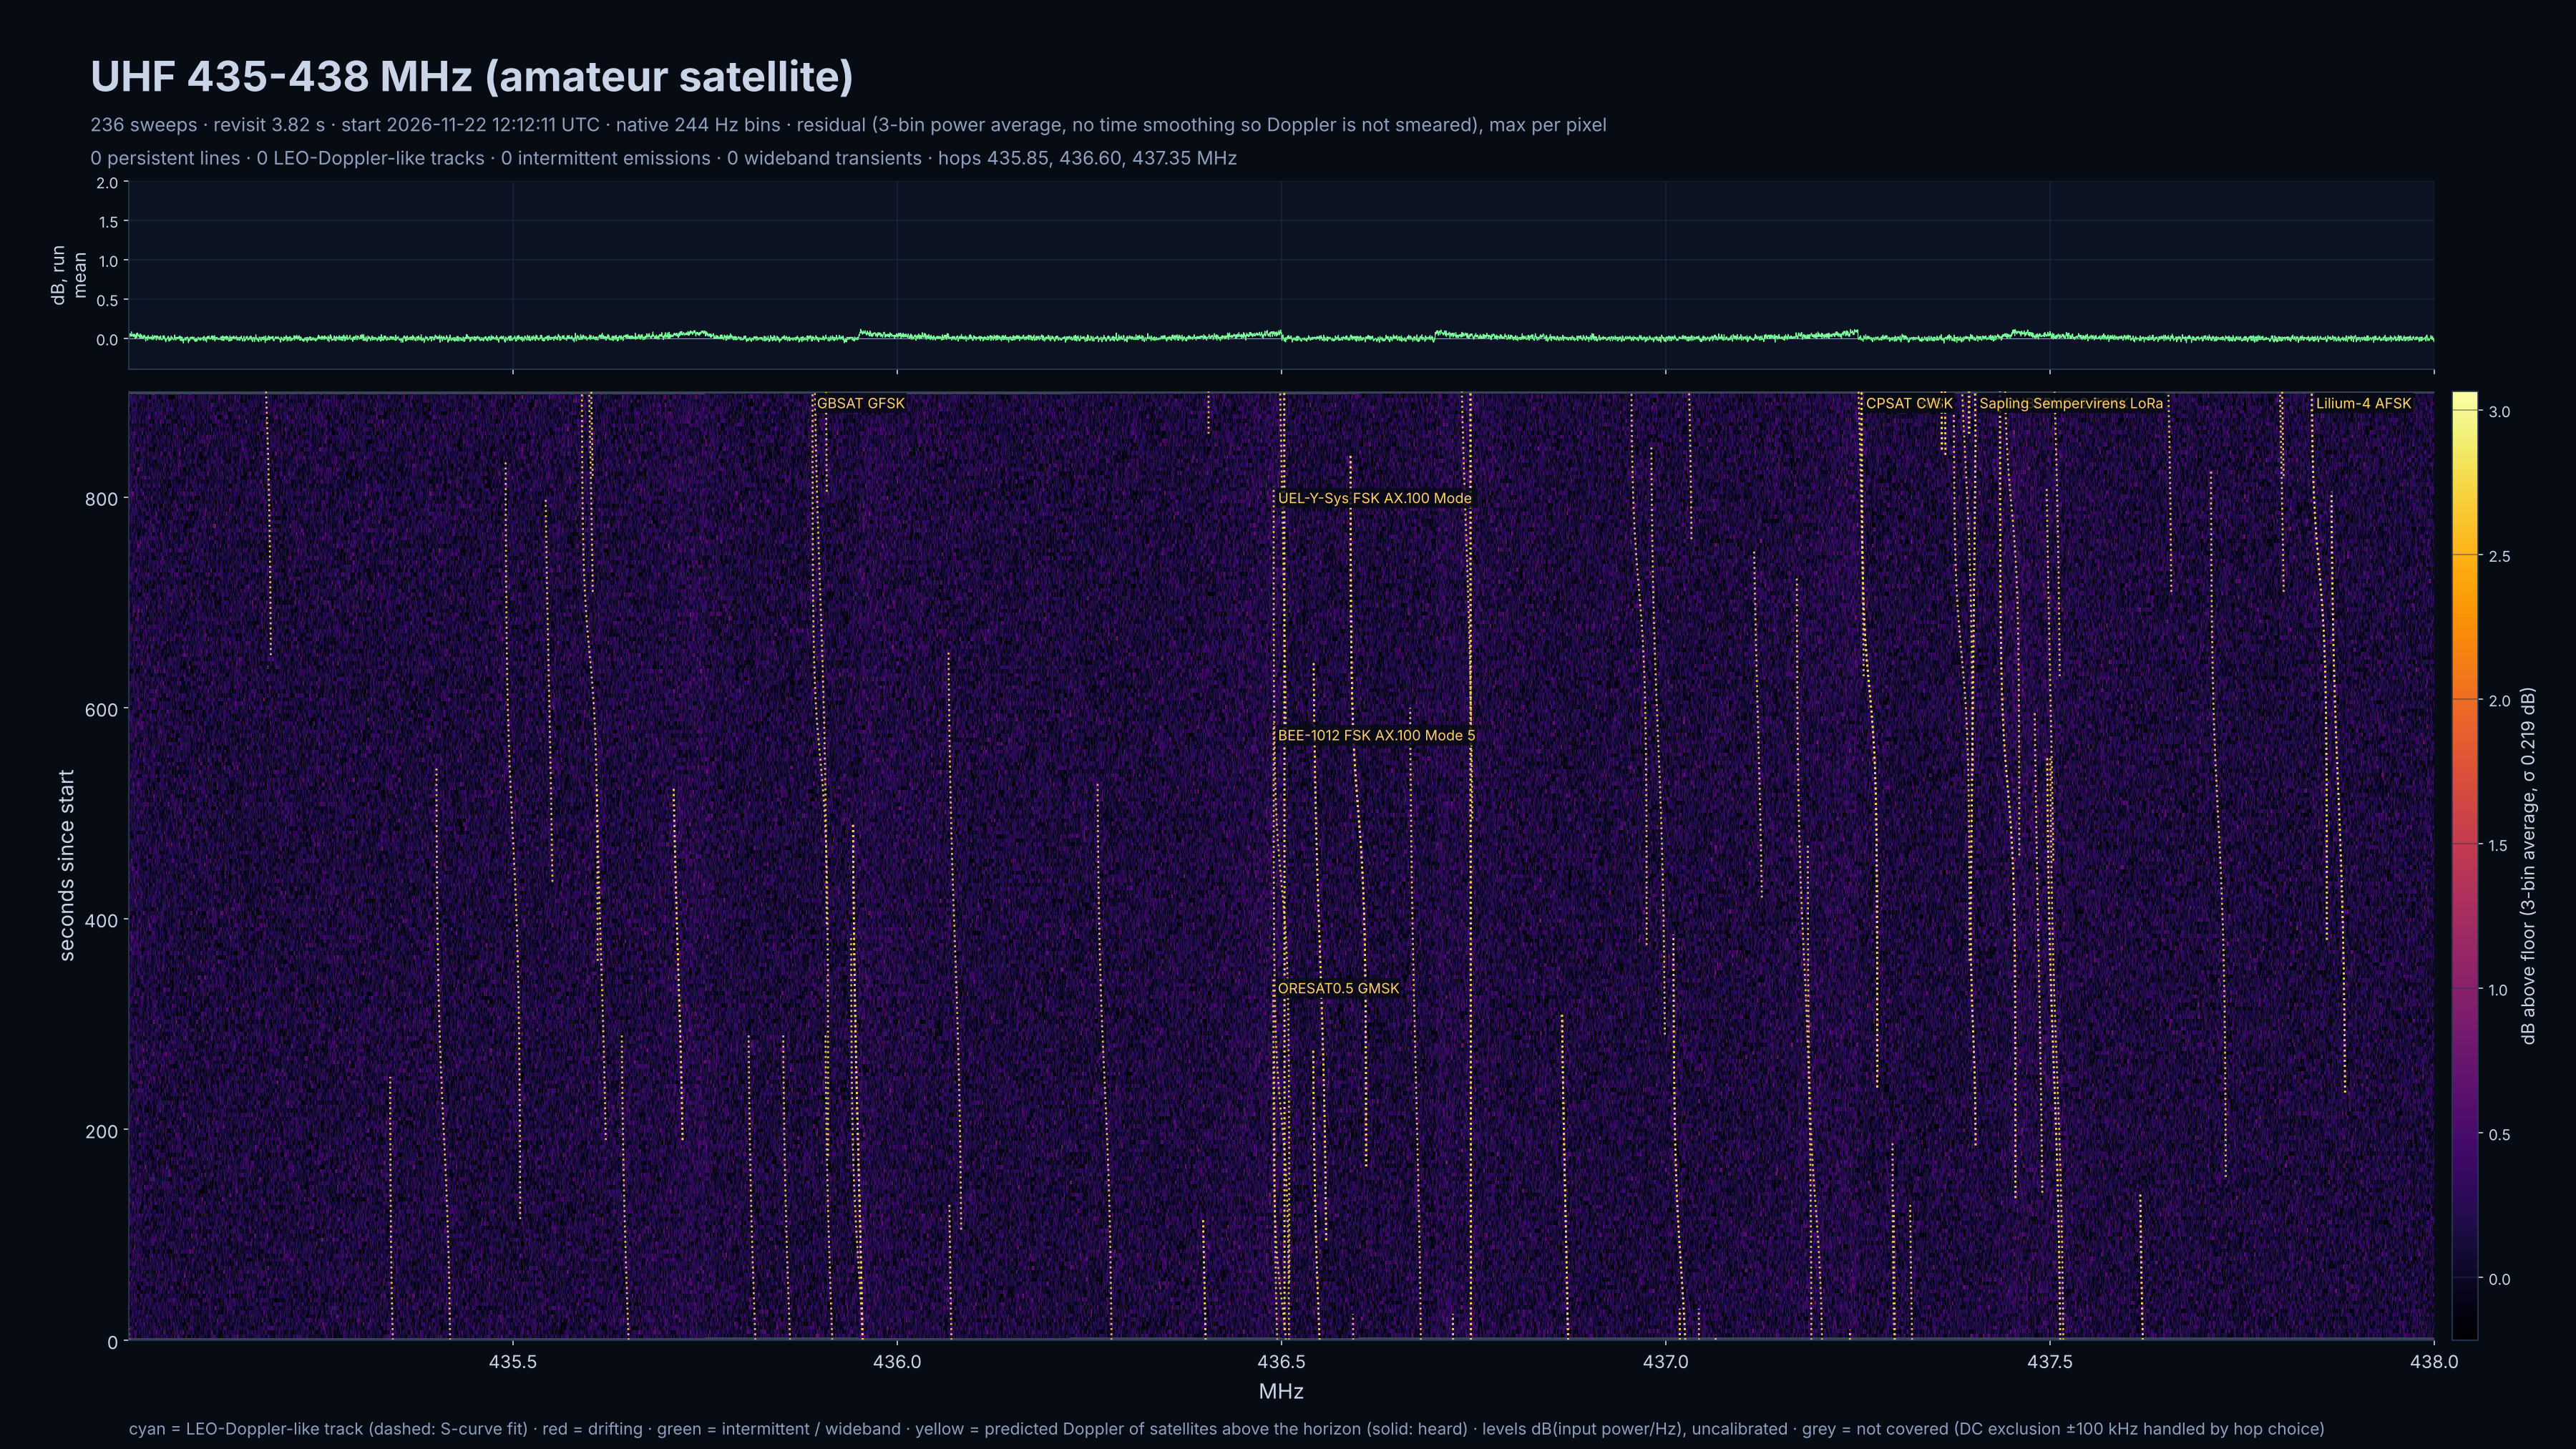 UHF 435-438 MHz (amateur satellite)
236 sweeps · revisit 3.82 s · start 2026-11-22 12:12:11 UTC · native 244 Hz bins · residual (3-bin power average, no time smoothing so Doppler is not smeared), max per pixel
0 persistent lines · 0 LEO-Doppler-like tracks · 0 intermittent emissions · 0 wideband transients · hops 435.85, 436.60, 437.35 MHz
2.0
1.5
1.0
0.5
0.0
dB, run
mean
GBSAT GFSK
CPSAT CW
Sapling Sempervirens LoRa
Lilium-4 AFSK
UEL-Y-Sys FSK AX.100 Mode
BEE-1012 FSK AX.100 Mode 5
ORESAT0.5 GMSK
800
600
400
200
0
seconds since start
435.5
436.0
436.5
437.0
437.5
438.0
MHz
3.0
2.5
2.0
1.5
1.0
0.5
0.0
dB above floor (3-bin average, σ 0.219 dB)
cyan = LEO-Doppler-like track (dashed: S-curve fit) · red = drifting · green = intermittent / wideband · yellow = predicted Doppler of satellites above the horizon (solid: heard) · levels dB(input power/Hz), uncalibrated · grey = not covered (DC exclusion ±100 kHz handled by hop choice)